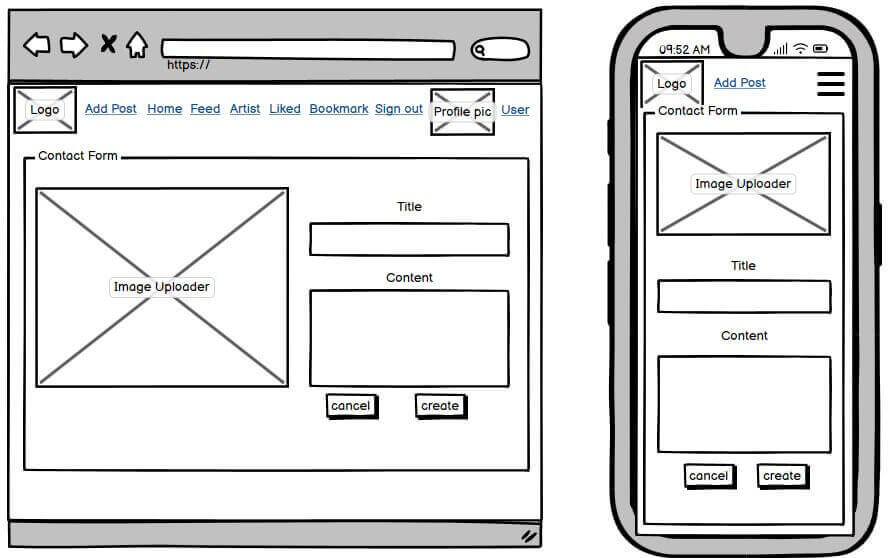 https://
Logo
Add Post Home Feed Artist Liked Bookmark Sign out Profile pic User
Contact Form
Image Uploader
Title
Content
cancel create
09:52 AM
Logo Add Post
Contact Form
Image Uploader
Title
Content
cancel create